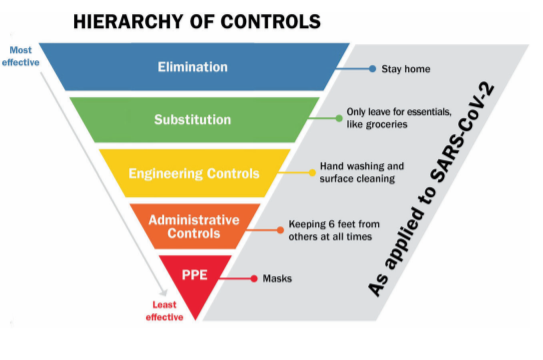 HIERARCHY OF CONTROLS
Most
effective
Elimination
Stay home
Substitution
Only leave for essentials,
like groceries
Engineering Controls
Hand washing and
surface cleaning
Administrative
Controls
Keeping 6 feet from
others at all times
PPE
Masks
Least
effective
As applied to SARS-CoV-2